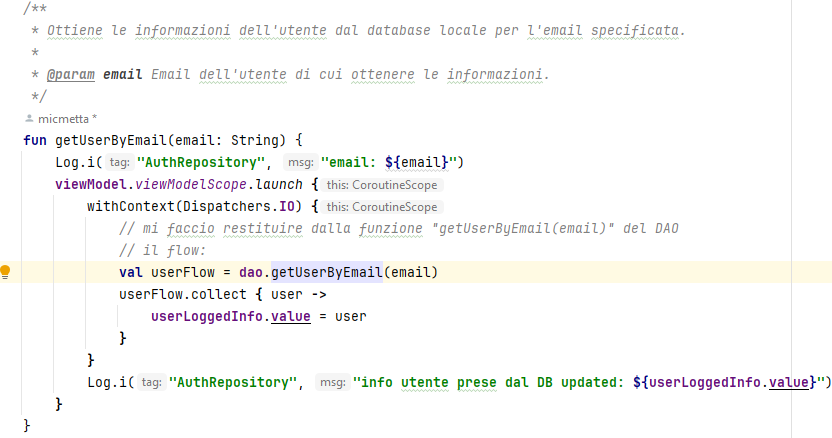 /**
 * Ottiene le informazioni dell'utente dal database locale per l'email specificata.
 *
 * @param email Email dell'utente di cui ottenere le informazioni.
 */
micmetta *
fun getUserByEmail(email: String) {
    Log.i( tag: "AuthRepository", msg: "email: ${email}")
    viewModel.viewModelScope.launch { this: CoroutineScope
        withContext(Dispatchers.IO) { this: CoroutineScope
            // mi faccio restituire dalla funzione "getUserByEmail(email)" del DAO
            // il flow:
            val userFlow = dao.getUserByEmail(email)
            userFlow.collect { user ->
                userLoggedInfo.value = user
            }
        }
        Log.i( tag: "AuthRepository", msg: "info utente prese dal DB updated: ${userLoggedInfo.value}")
    }
}